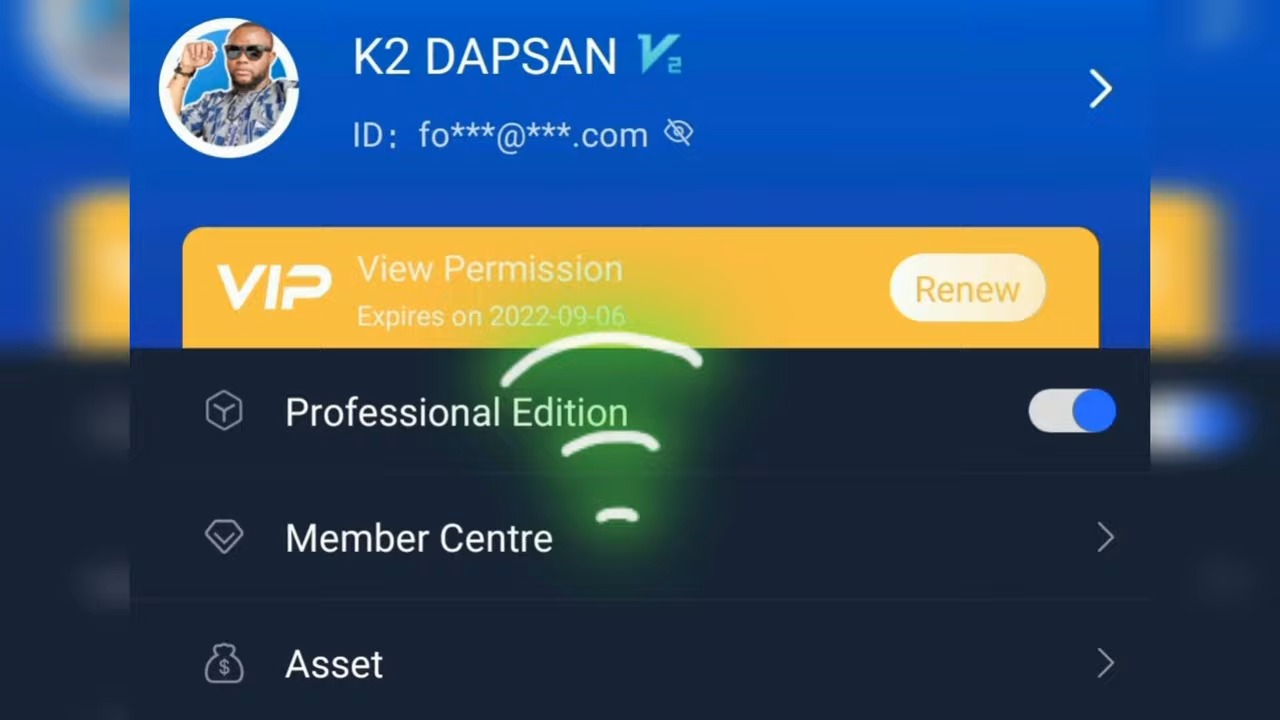 K2 DAPSAN V2
ID: fo***@***.com
VIP
View Permission
Expires on 2022-09-06
Renew
Professional Edition
Member Centre
Asset